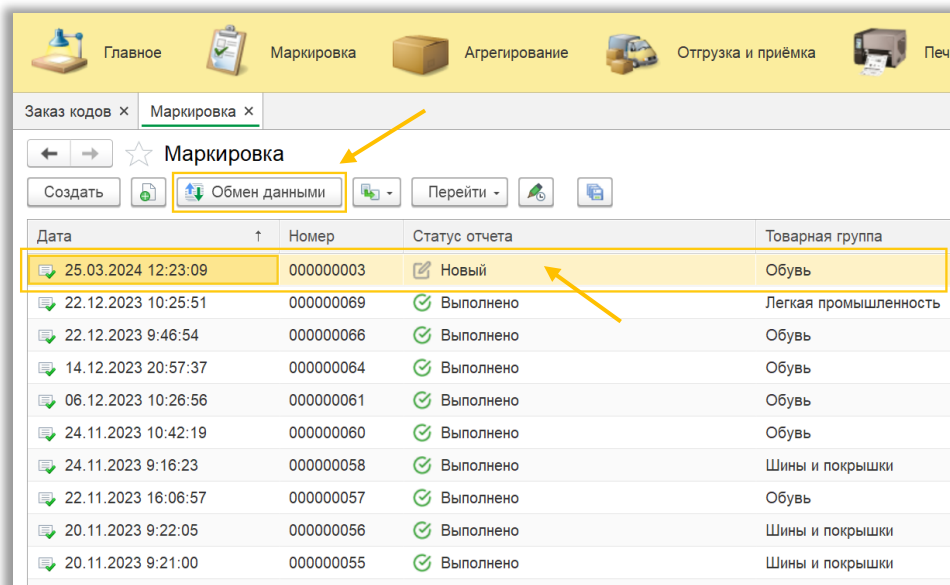 Главное Маркировка Агрегирование Отгрузка и приёмка Печ
Заказ кодов × Маркировка ×
Маркировка
Создать Обмен данными Перейти
Дата ↑ Номер Статус отчета Товарная группа
25.03.2024 12:23:09 000000003 Новый Обувь
22.12.2023 10:25:51 000000069 Выполнено Легкая промышленность
22.12.2023 9:46:54 000000066 Выполнено Обувь
14.12.2023 20:57:37 000000064 Выполнено Обувь
06.12.2023 10:26:56 000000061 Выполнено Обувь
24.11.2023 10:42:19 000000060 Выполнено Обувь
24.11.2023 9:16:23 000000058 Выполнено Шины и покрышки
22.11.2023 16:06:57 000000057 Выполнено Обувь
20.11.2023 9:22:05 000000056 Выполнено Шины и покрышки
20.11.2023 9:21:00 000000055 Выполнено Шины и покрышки